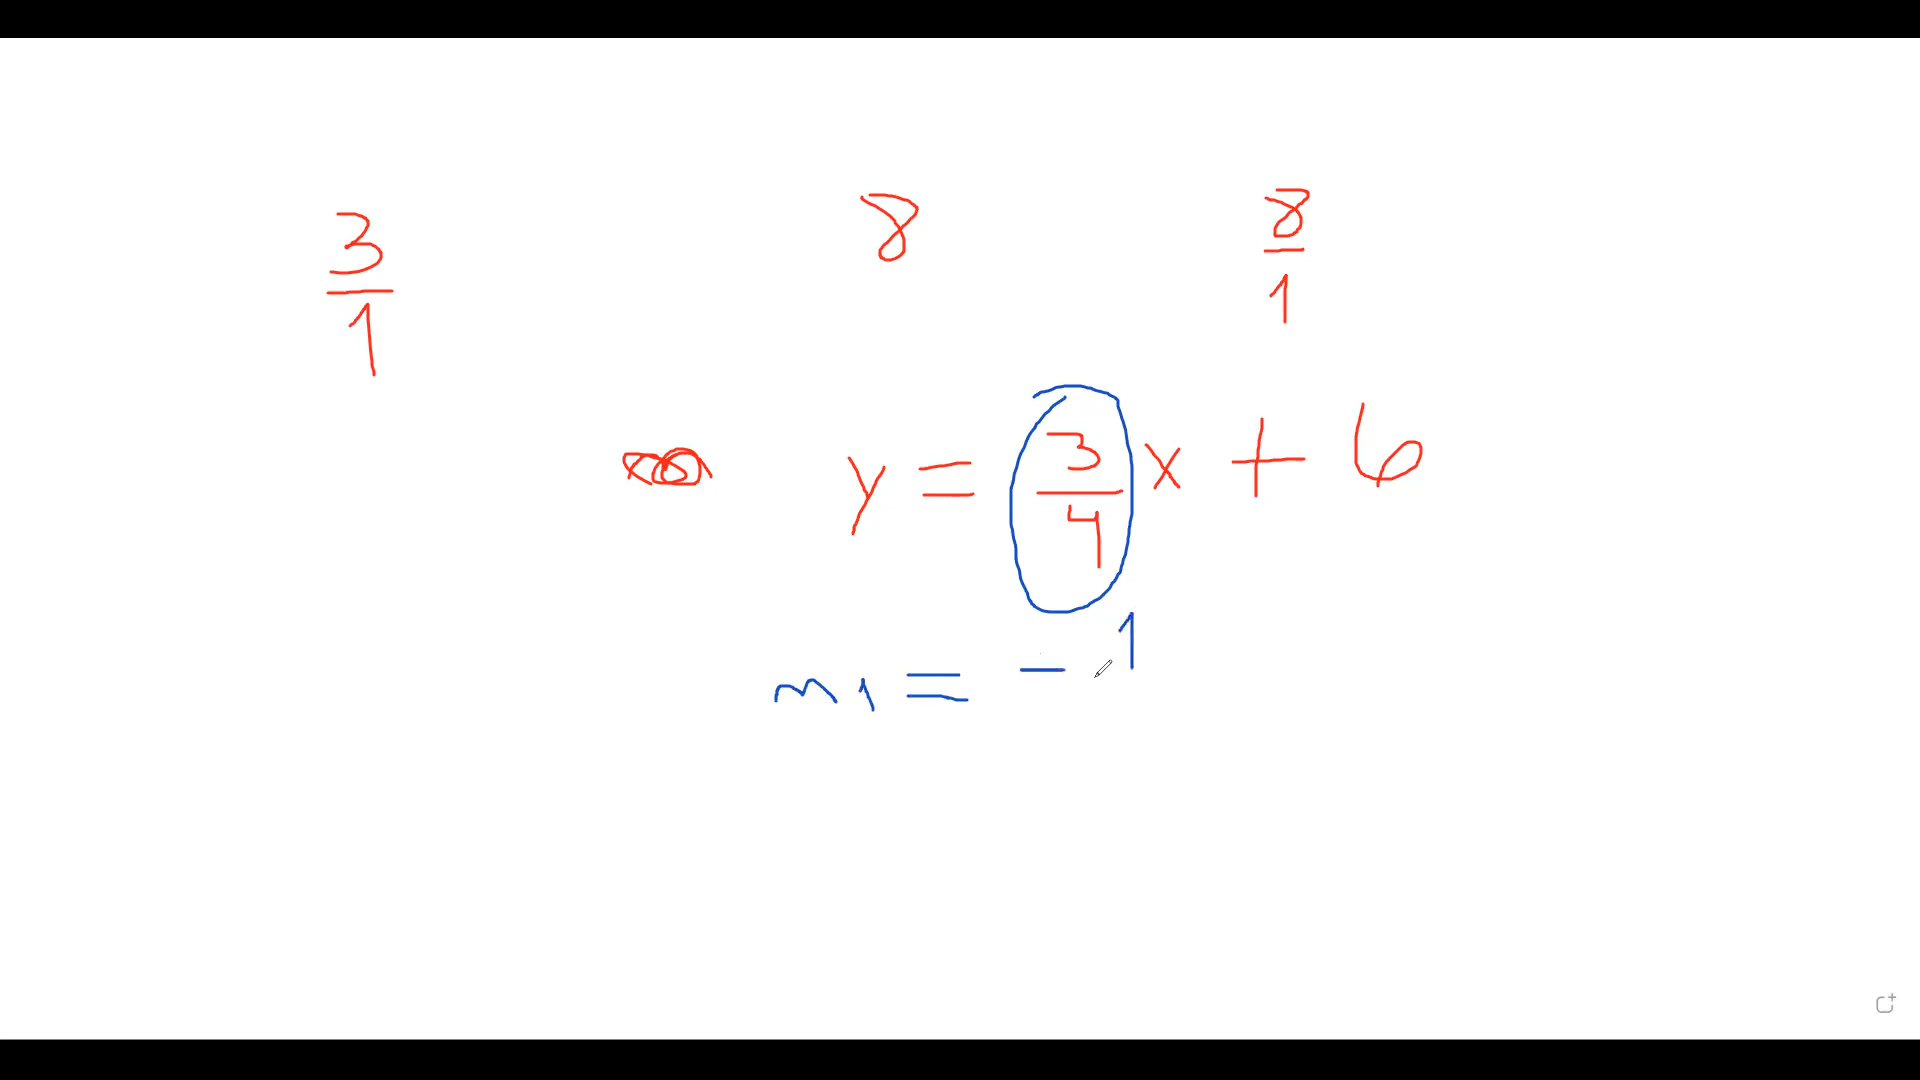 3/1 8 8/1
y = 3/4 x + 6
m1 = - 1